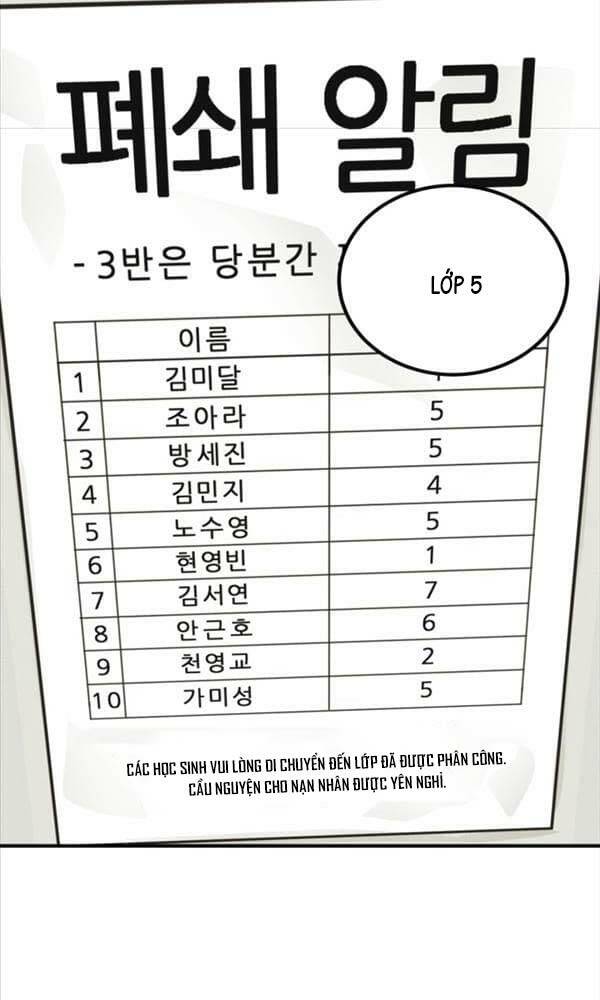 폐쇄 알림
- 3반은 당분간
LỚP 5
이름
1 김미달
2 조아라 5
3 방세진 5
4 김민지 4
5 노수영 5
6 현영빈 1
7 김서연 7
8 안근호 6
9 천영교 2
10 가미성 5
CÁC HỌC SINH VUI LÒNG DI CHUYỂN ĐẾN LỚP ĐÃ ĐƯỢC PHÂN CÔNG.
CẦU NGUYỆN CHO NẠN NHÂN ĐƯỢC YÊN NGHỈ.